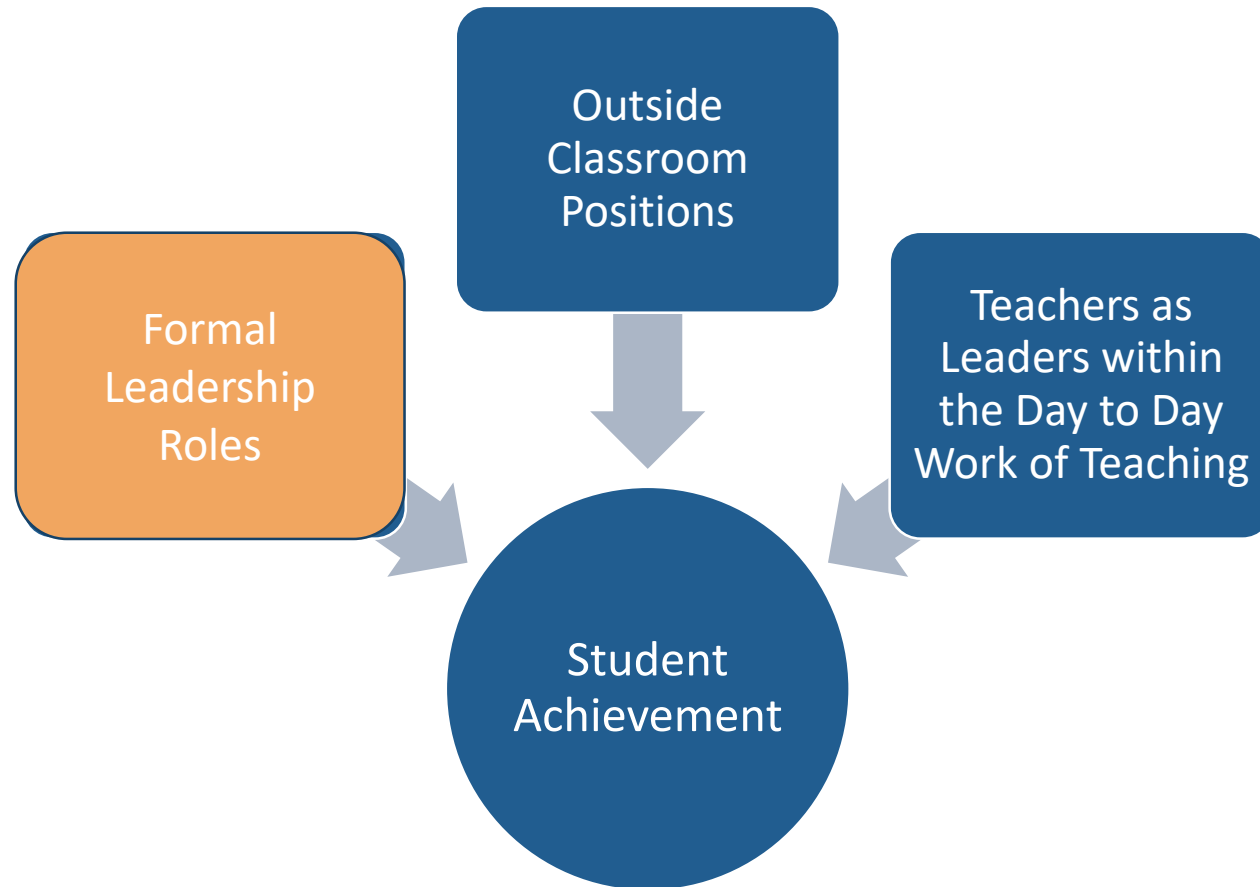 Outside
Classroom
Positions
Formal
Leadership
Roles
Teachers as
Leaders within
the Day to Day
Work of Teaching
Student
Achievement